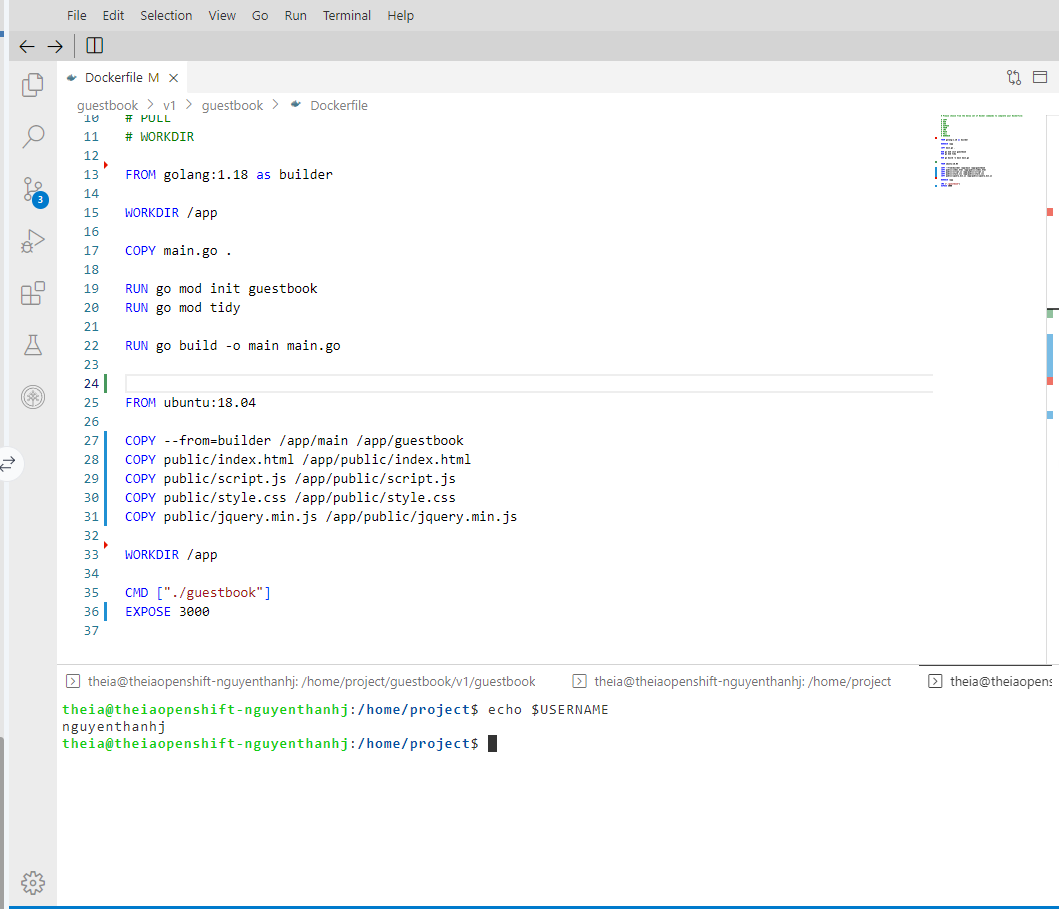 File Edit Selection View Go Run Terminal Help
Dockerfile M
guestbook > v1 > guestbook > Dockerfile
10 # PULL
11 # WORKDIR
12
13 FROM golang:1.18 as builder
14
15 WORKDIR /app
16
17 COPY main.go .
18
19 RUN go mod init guestbook
20 RUN go mod tidy
21
22 RUN go build -o main main.go
23
24
25 FROM ubuntu:18.04
26
27 COPY --from=builder /app/main /app/guestbook
28 COPY public/index.html /app/public/index.html
29 COPY public/script.js /app/public/script.js
30 COPY public/style.css /app/public/style.css
31 COPY public/jquery.min.js /app/public/jquery.min.js
32
33 WORKDIR /app
34
35 CMD ["./guestbook"]
36 EXPOSE 3000
37
3
theia@theiaopenshift-nguyenthanhj: /home/project/guestbook/v1/guestbook theia@theiaopenshift-nguyenthanhj: /home/project theia@theiaopens
theia@theiaopenshift-nguyenthanhj:/home/project$ echo $USERNAME
nguyenthanhj
theia@theiaopenshift-nguyenthanhj:/home/project$